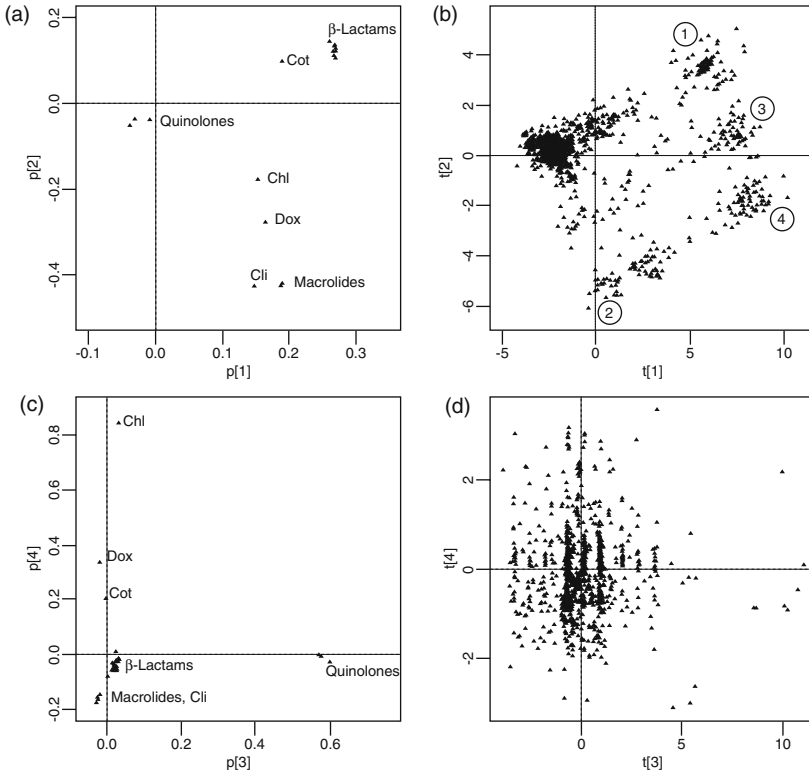 (a)
0.2
0.0
-0.2
-0.4
p[2]
β-Lactams
Cot
Quinolones
Chl
Dox
Cli
Macrolides
-0.1
0.0
0.1
0.2
0.3
p[1]
(b)
4
2
0
-2
-4
-6
t[2]
1
3
4
2
-5
0
5
10
t[1]
(c)
0.8
0.6
0.4
0.2
0.0
-0.2
p[4]
Chl
Dox
Cot
β-Lactams
Quinolones
Macrolides, Cli
0.0
0.2
0.4
0.6
p[3]
(d)
2
0
-2
t[4]
0
5
10
t[3]